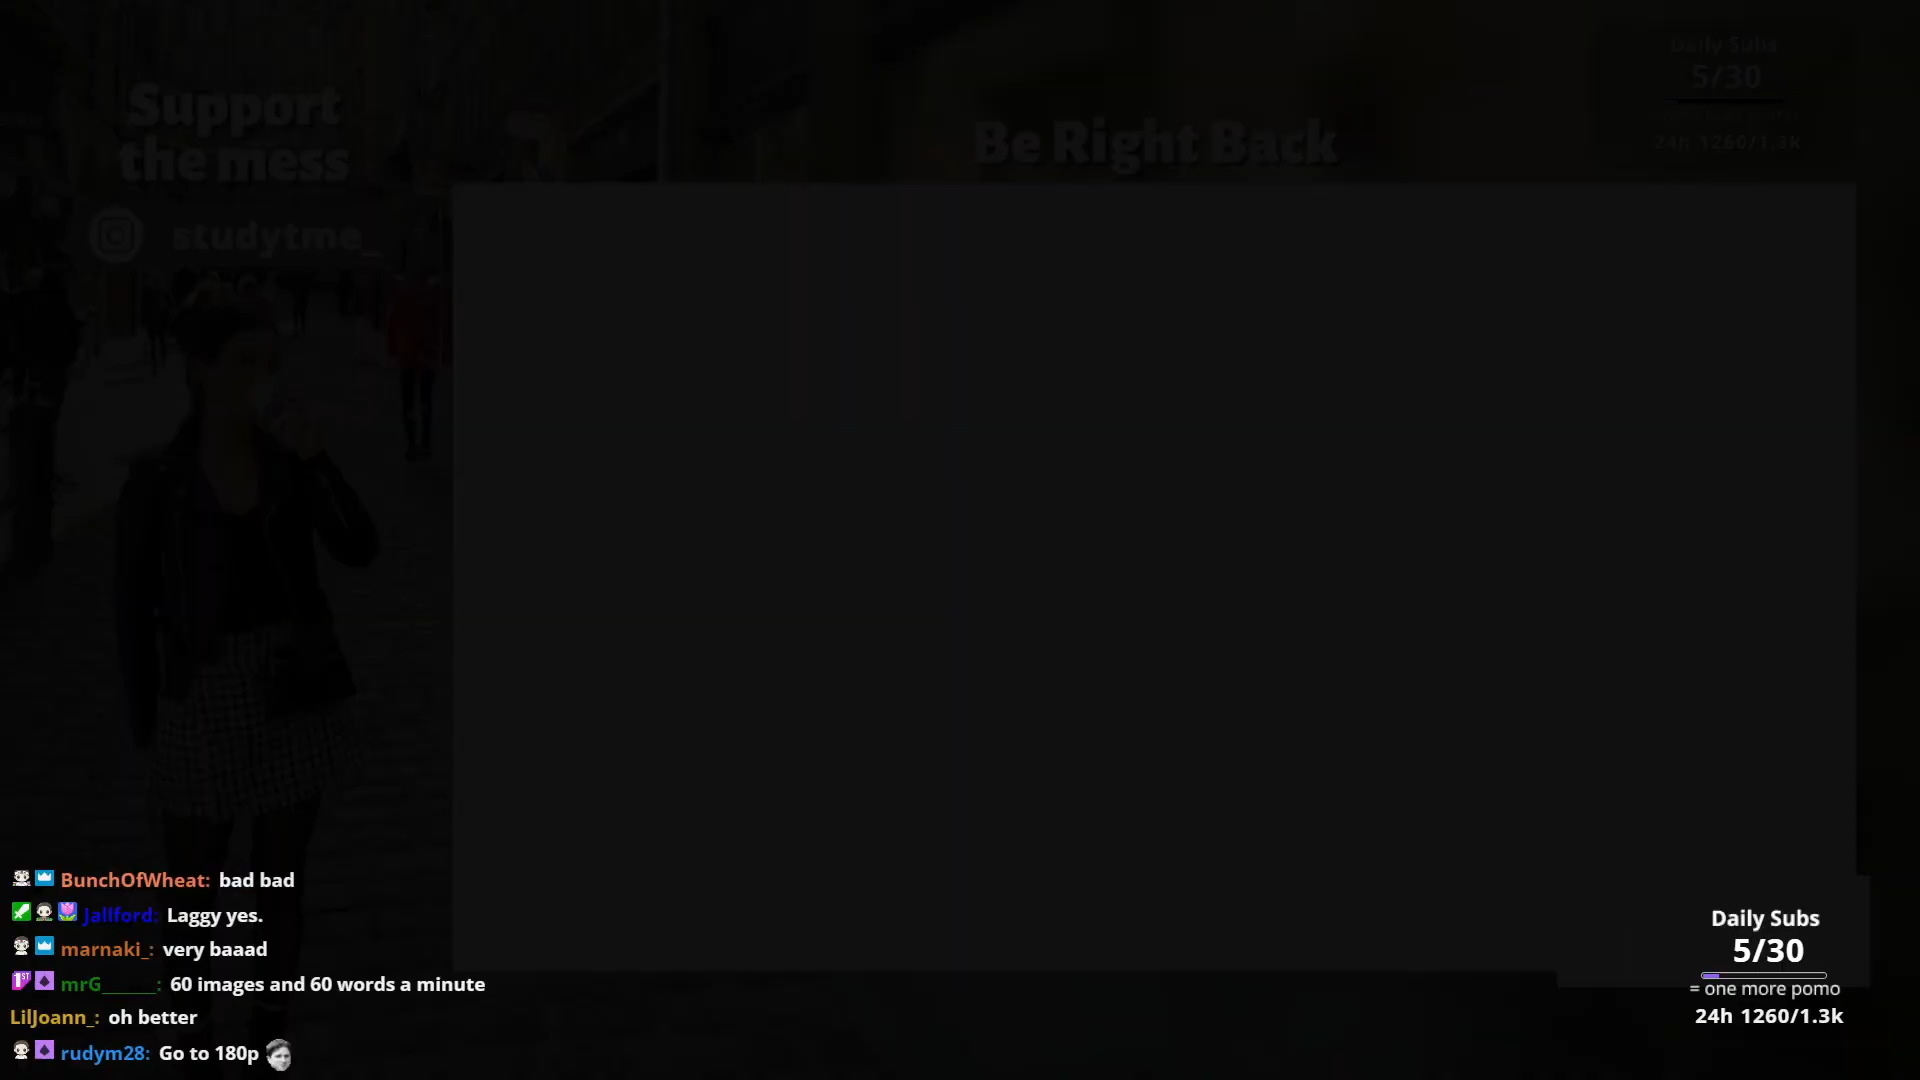 Support
the mess
studytme_
Be Right Back
Daily Subs
5/30
24h 1260/1.3k
BunchOfWheat: bad bad
Jallford: Laggy yes.
marnaki_: very baaad
mrG______: 60 images and 60 words a minute
LilJoann_: oh better
rudym28: Go to 180p
Daily Subs
5/30
= one more pomo
24h 1260/1.3k